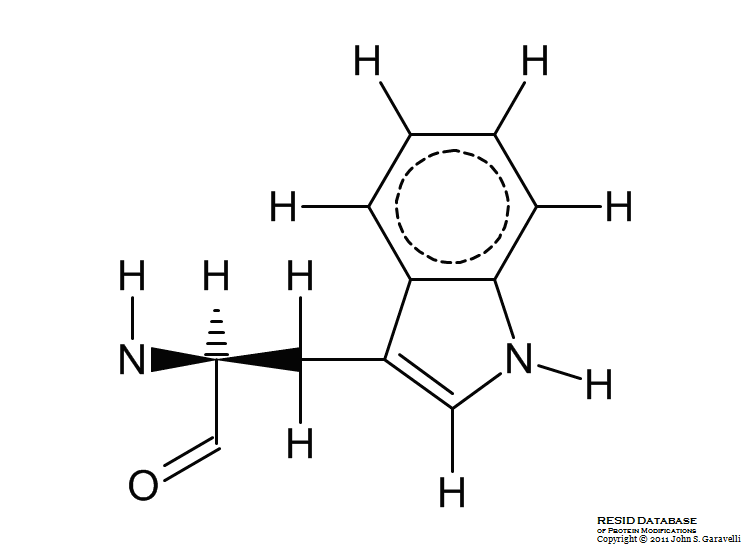 H H
H H
H H H
N N
H
H
O H
RESID DATABASE
OF PROTEIN MODIFICATIONS
Copyright © 2011 John S. Garavelli